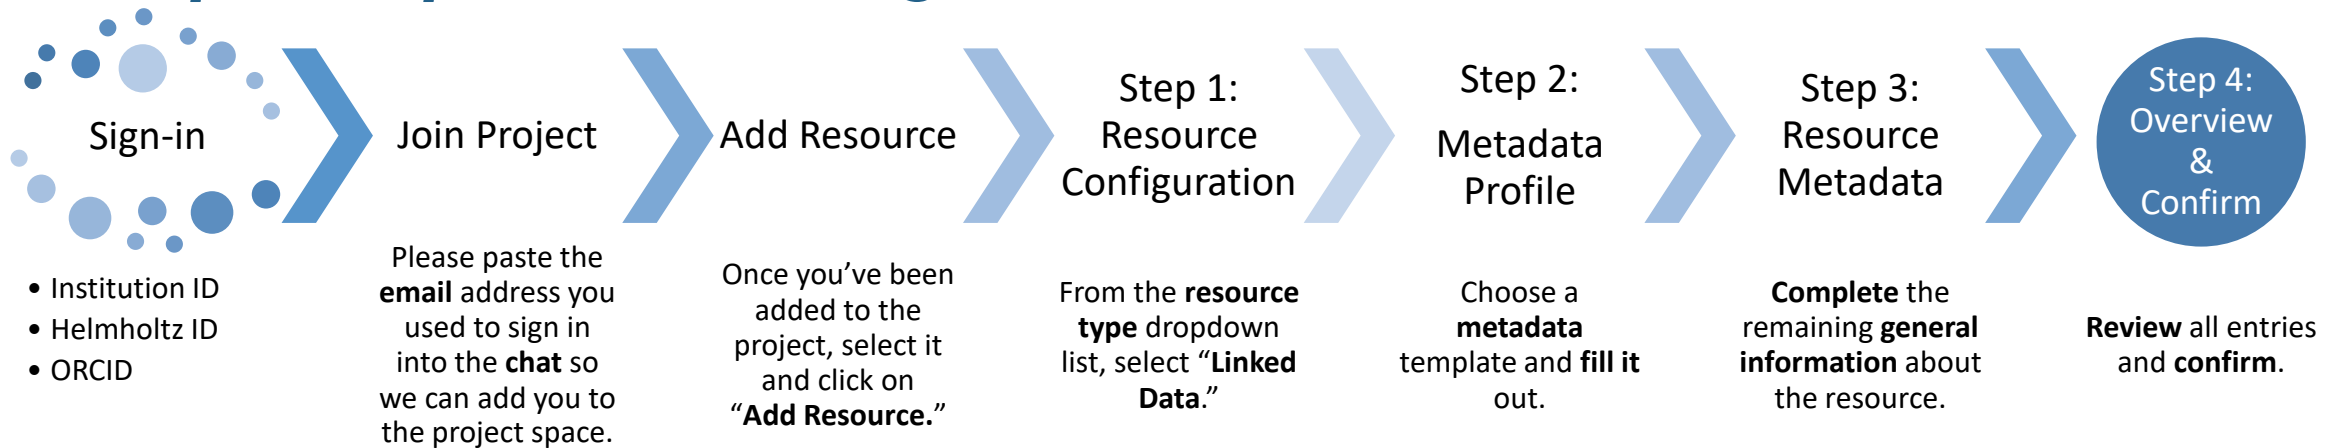 Sign-in
• Institution ID
• Helmholtz ID
• ORCID
Join Project
Please paste the
email address you
used to sign in
into the chat so
we can add you to
the project space.
Add Resource
Once you’ve been
added to the
project, select it
and click on
“Add Resource.”
Step 1:
Resource
Configuration
From the resource
type dropdown
list, select “Linked
Data.”
Step 2:
Metadata
Profile
Choose a
metadata
template and fill it
out.
Step 3:
Resource
Metadata
Complete the
remaining general
information about
the resource.
Step 4:
Overview
&
Confirm
Review all entries
and confirm.